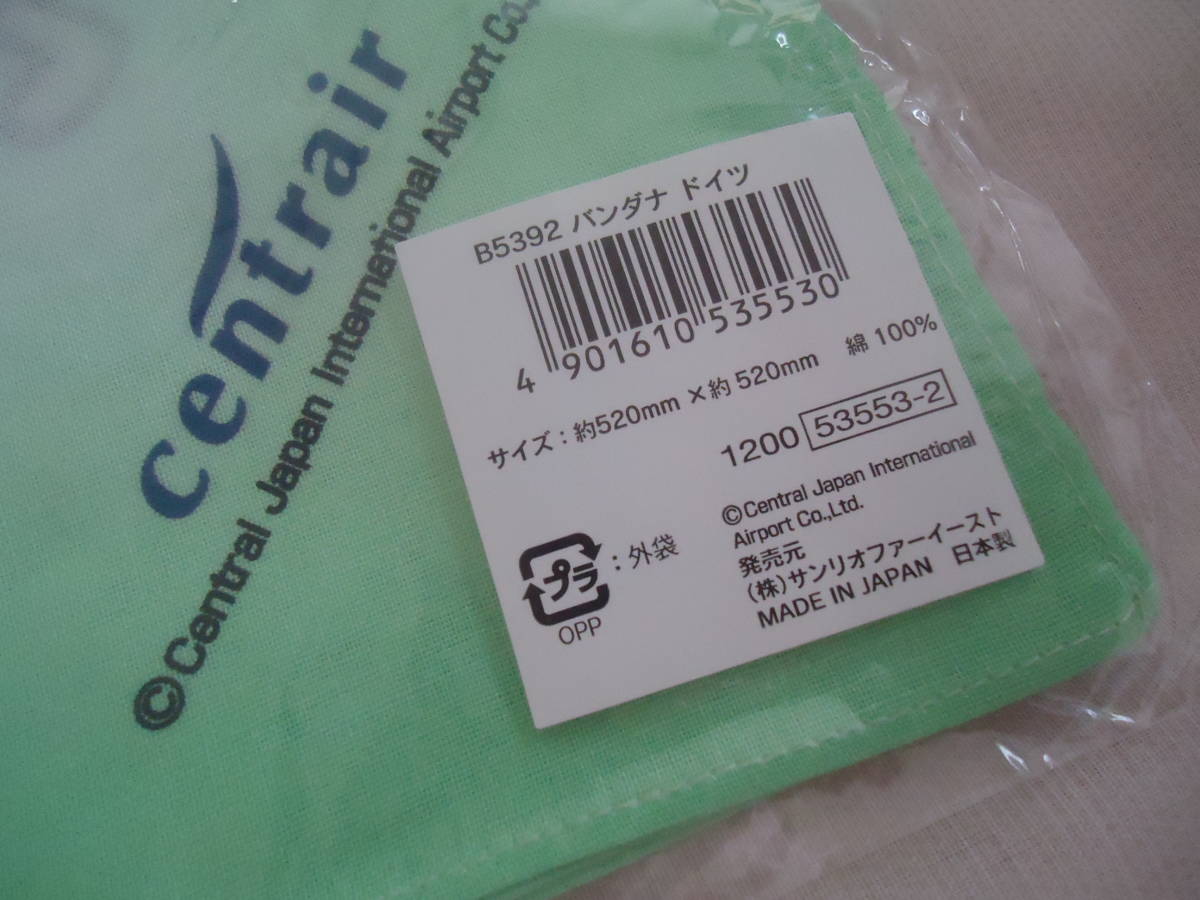 centrair
©Central Japan International Airport Co.,
B5392 バンダナ ドイツ
4 901610 535530
サイズ：約520mm×約520mm 綿100%
1200 53553-2
©Central Japan International
Airport Co.,Ltd.
発売元
(株)サンリオファーイースト
MADE IN JAPAN 日本製
プラ
：外袋
OPP